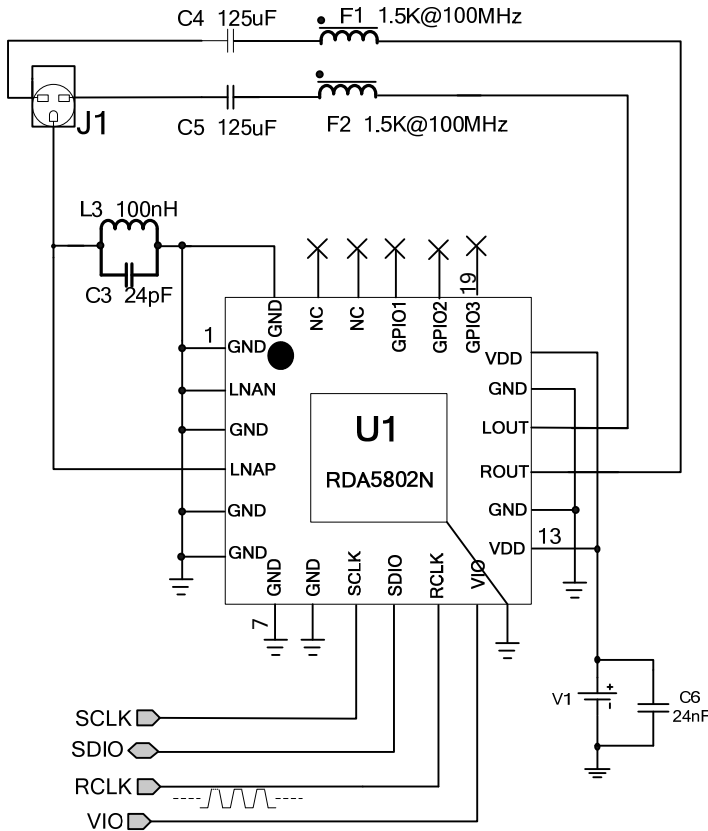 C4 125uF
F1 1.5K@100MHz
J1
C5 125uF
F2 1.5K@100MHz
L3 100nH
C3 24pF
GND
NC
NC
GPIO1
GPIO2
GPIO3
19
1
GND
LNAN
GND
LNAP
GND
GND
U1
RDA5802N
VDD
GND
LOUT
ROUT
GND
VDD
13
GND
GND
SCLK
SDIO
RCLK
VIO
7
V1
+
-
C6
24nF
SCLK
SDIO
RCLK
VIO